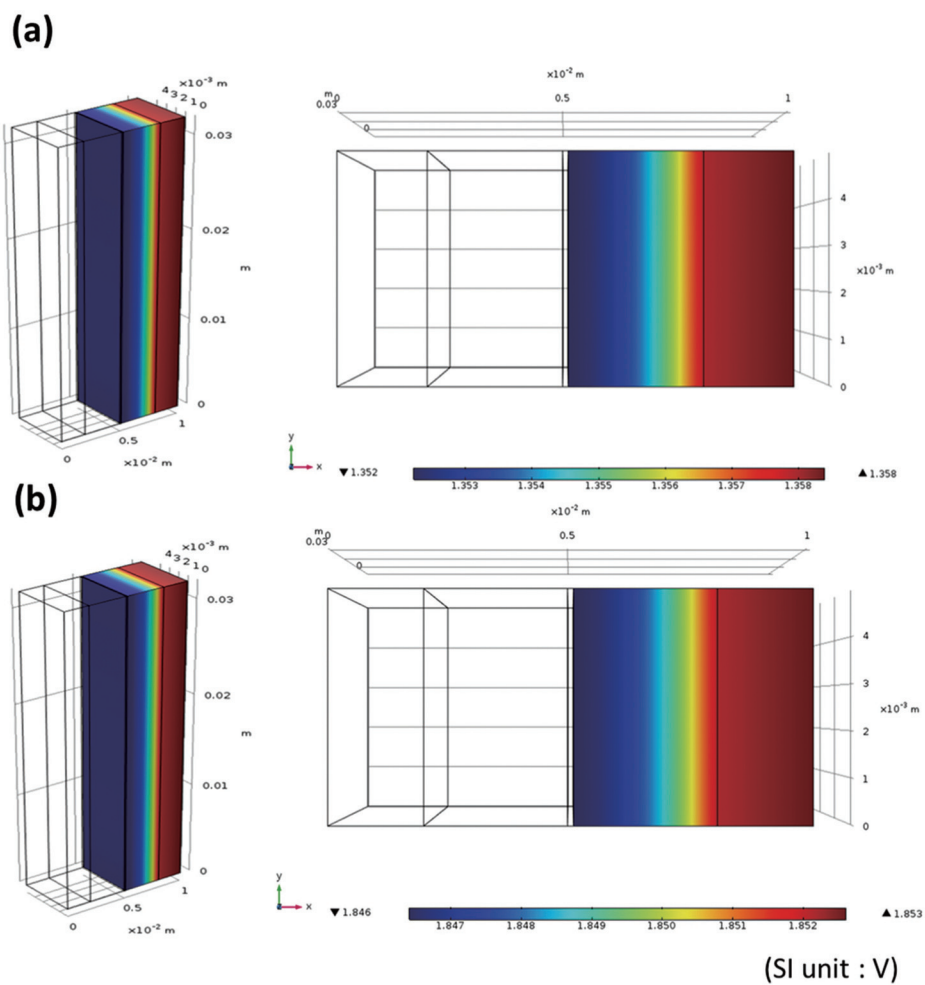 (a)
×10⁻³ m
4 3 2 1 0
0.03
0.02
m
0.01
0
1
0.5
0
×10⁻² m
×10⁻² m
m
0.03
0
0.5
1
0
4
3
×10⁻³ m
2
1
0
y
x
▼ 1.352
1.353 1.354 1.355 1.356 1.357 1.358
▲ 1.358
(b)
×10⁻³ m
4 3 2 1 0
0.03
0.02
m
0.01
0
1
0.5
0
×10⁻² m
×10⁻² m
m
0.03
0
0.5
1
0
4
3
×10⁻³ m
2
1
0
y
x
▼ 1.846
1.847 1.848 1.849 1.850 1.851 1.852
▲ 1.853
(SI unit : V)